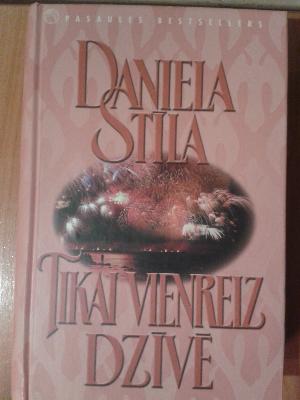 PASAULES BESTSELLERS
DANIELA
STĪLA
TIKAI VIENREIZ
DZĪVĒ